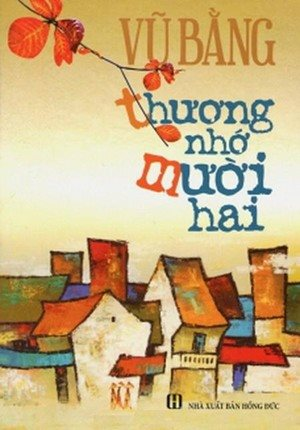 VŨ BẰNG
thương
nhớ
mười
hai
H
NHÀ XUẤT BẢN HỒNG ĐỨC